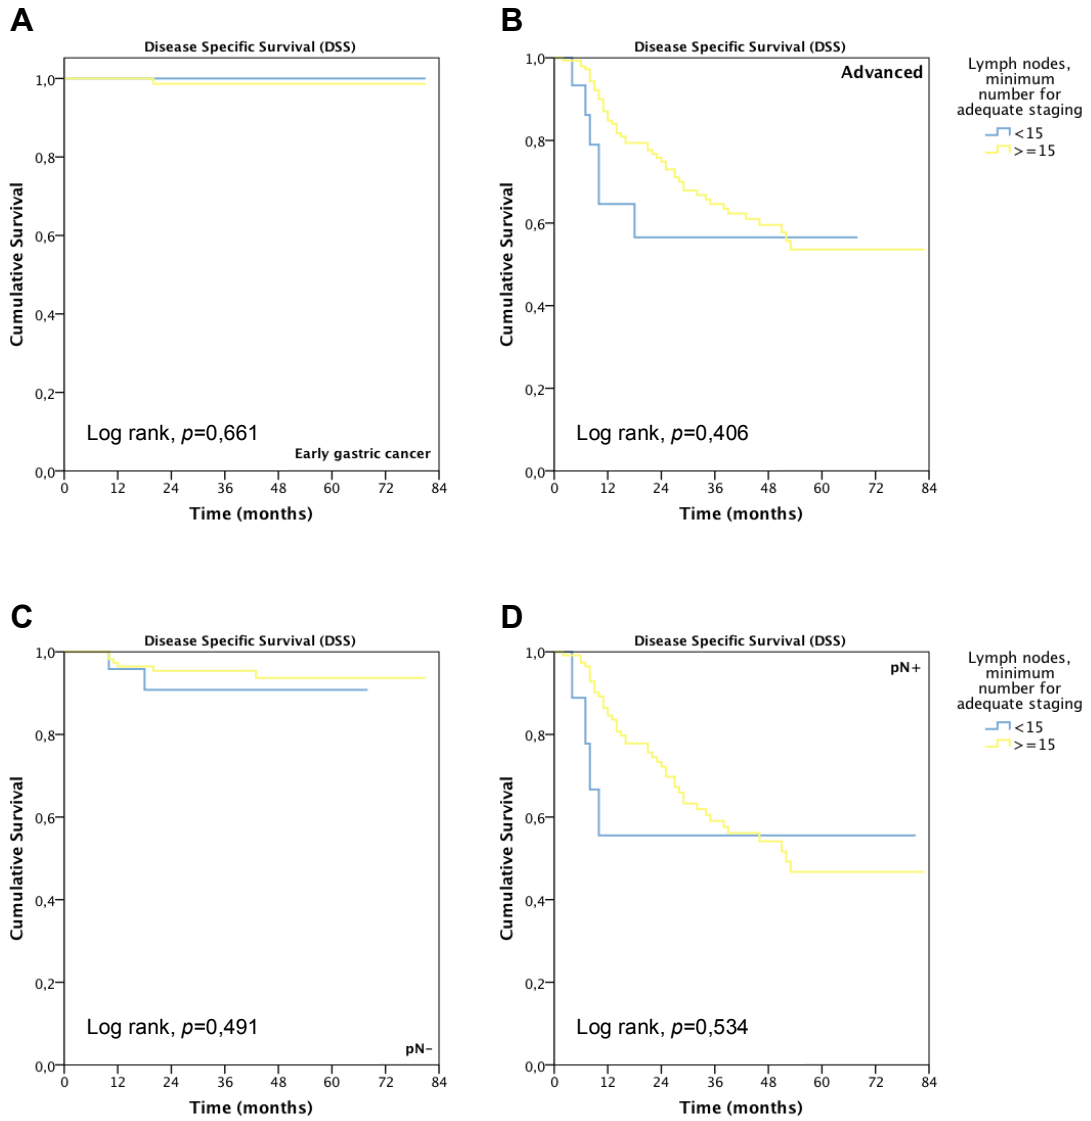 A
Disease Specific Survival (DSS)
Cumulative Survival
1,0
0,8
0,6
0,4
0,2
0,0
Log rank, p=0,661
Early gastric cancer
0 12 24 36 48 60 72 84
Time (months)
B
Disease Specific Survival (DSS)
Cumulative Survival
1,0
0,8
0,6
0,4
0,2
0,0
Advanced
Log rank, p=0,406
0 12 24 36 48 60 72 84
Time (months)
Lymph nodes,
minimum
number for
adequate staging
<15
>=15
C
Disease Specific Survival (DSS)
Cumulative Survival
1,0
0,8
0,6
0,4
0,2
0,0
Log rank, p=0,491
pN-
0 12 24 36 48 60 72 84
Time (months)
D
Disease Specific Survival (DSS)
Cumulative Survival
1,0
0,8
0,6
0,4
0,2
0,0
pN+
Log rank, p=0,534
0 12 24 36 48 60 72 84
Time (months)
Lymph nodes,
minimum
number for
adequate staging
<15
>=15